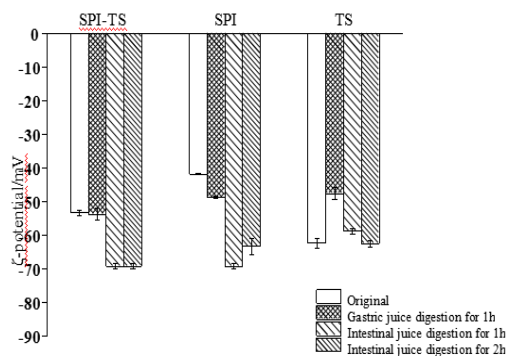 SPI-TS SPI TS
0
-10
-20
-30
-40
-50
-60
-70
-80
-90
ζ-potential/mV
Original
Gastric juice digestion for 1h
Intestinal juice digestion for 1h
Intestinal juice digestion for 2h